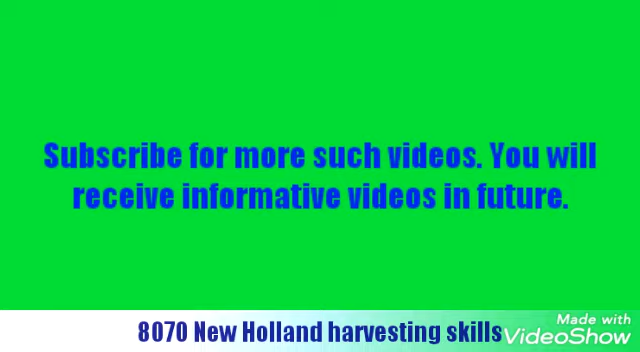 Subscribe for more such videos. You will
receive informative videos in future.
8070 New Holland harvesting skills
Made with
VideoShow